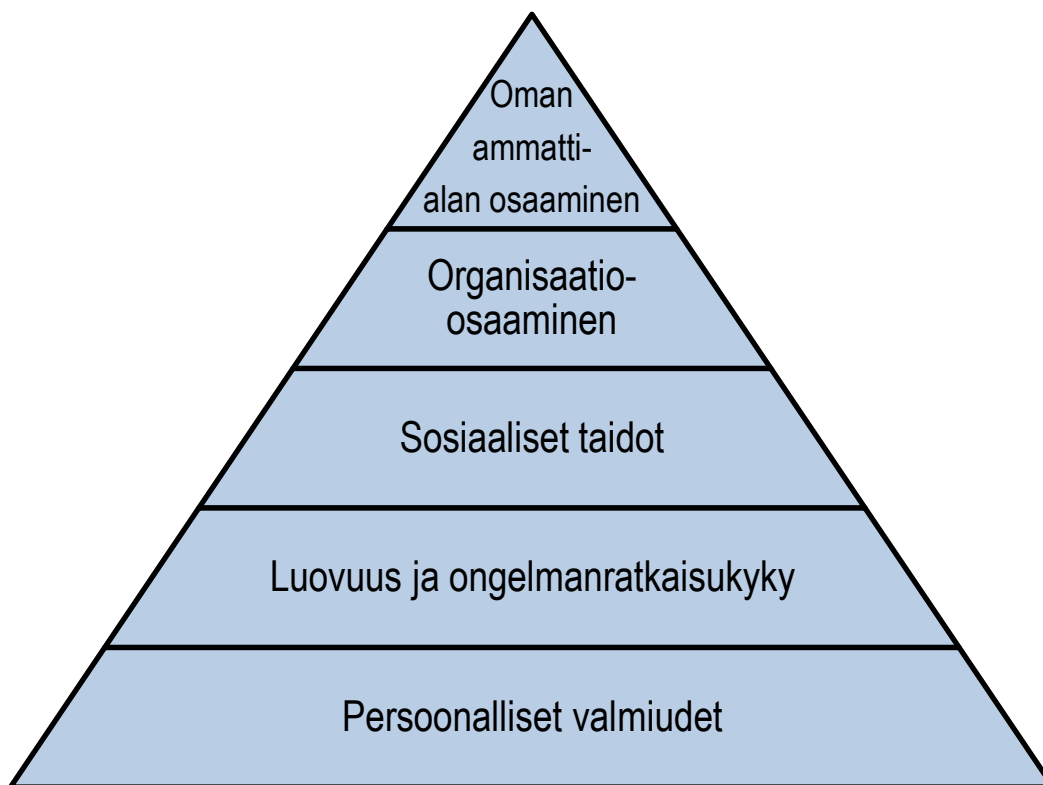 Oman
ammatti-
alan osaaminen
Organisaatio-
osaaminen
Sosiaaliset taidot
Luovuus ja ongelmanratkaisukyky
Persoonalliset valmiudet